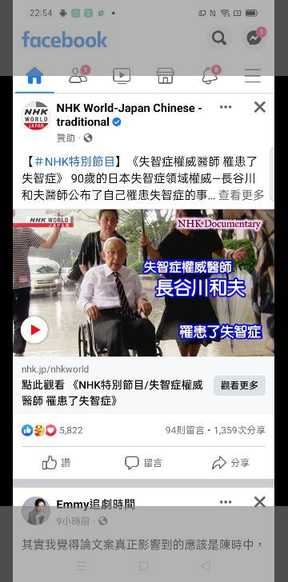 22:54
facebook
NHK WORLD-JAPAN
NHK World-Japan Chinese -
traditional
贊助
【#NHK特別節目】《失智症權威醫師 罹患了
失智症》 90歲的日本失智症領域權威—長谷川
和夫醫師公布了自己罹患失智症的事... 查看更多
NHK WORLD JAPAN
NHK Documentary
失智症權威醫師
長谷川和夫
罹患了失智症
nhk.jp/nhkworld
點此觀看 《NHK特別節目/失智症權威
醫師 罹患了失智症》
觀看更多
5,822
94則留言・1,359次分享
讚
留言
分享
Emmy追劇時間
9小時前
其實我覺得論文案真正影響到的應該是陳時中，